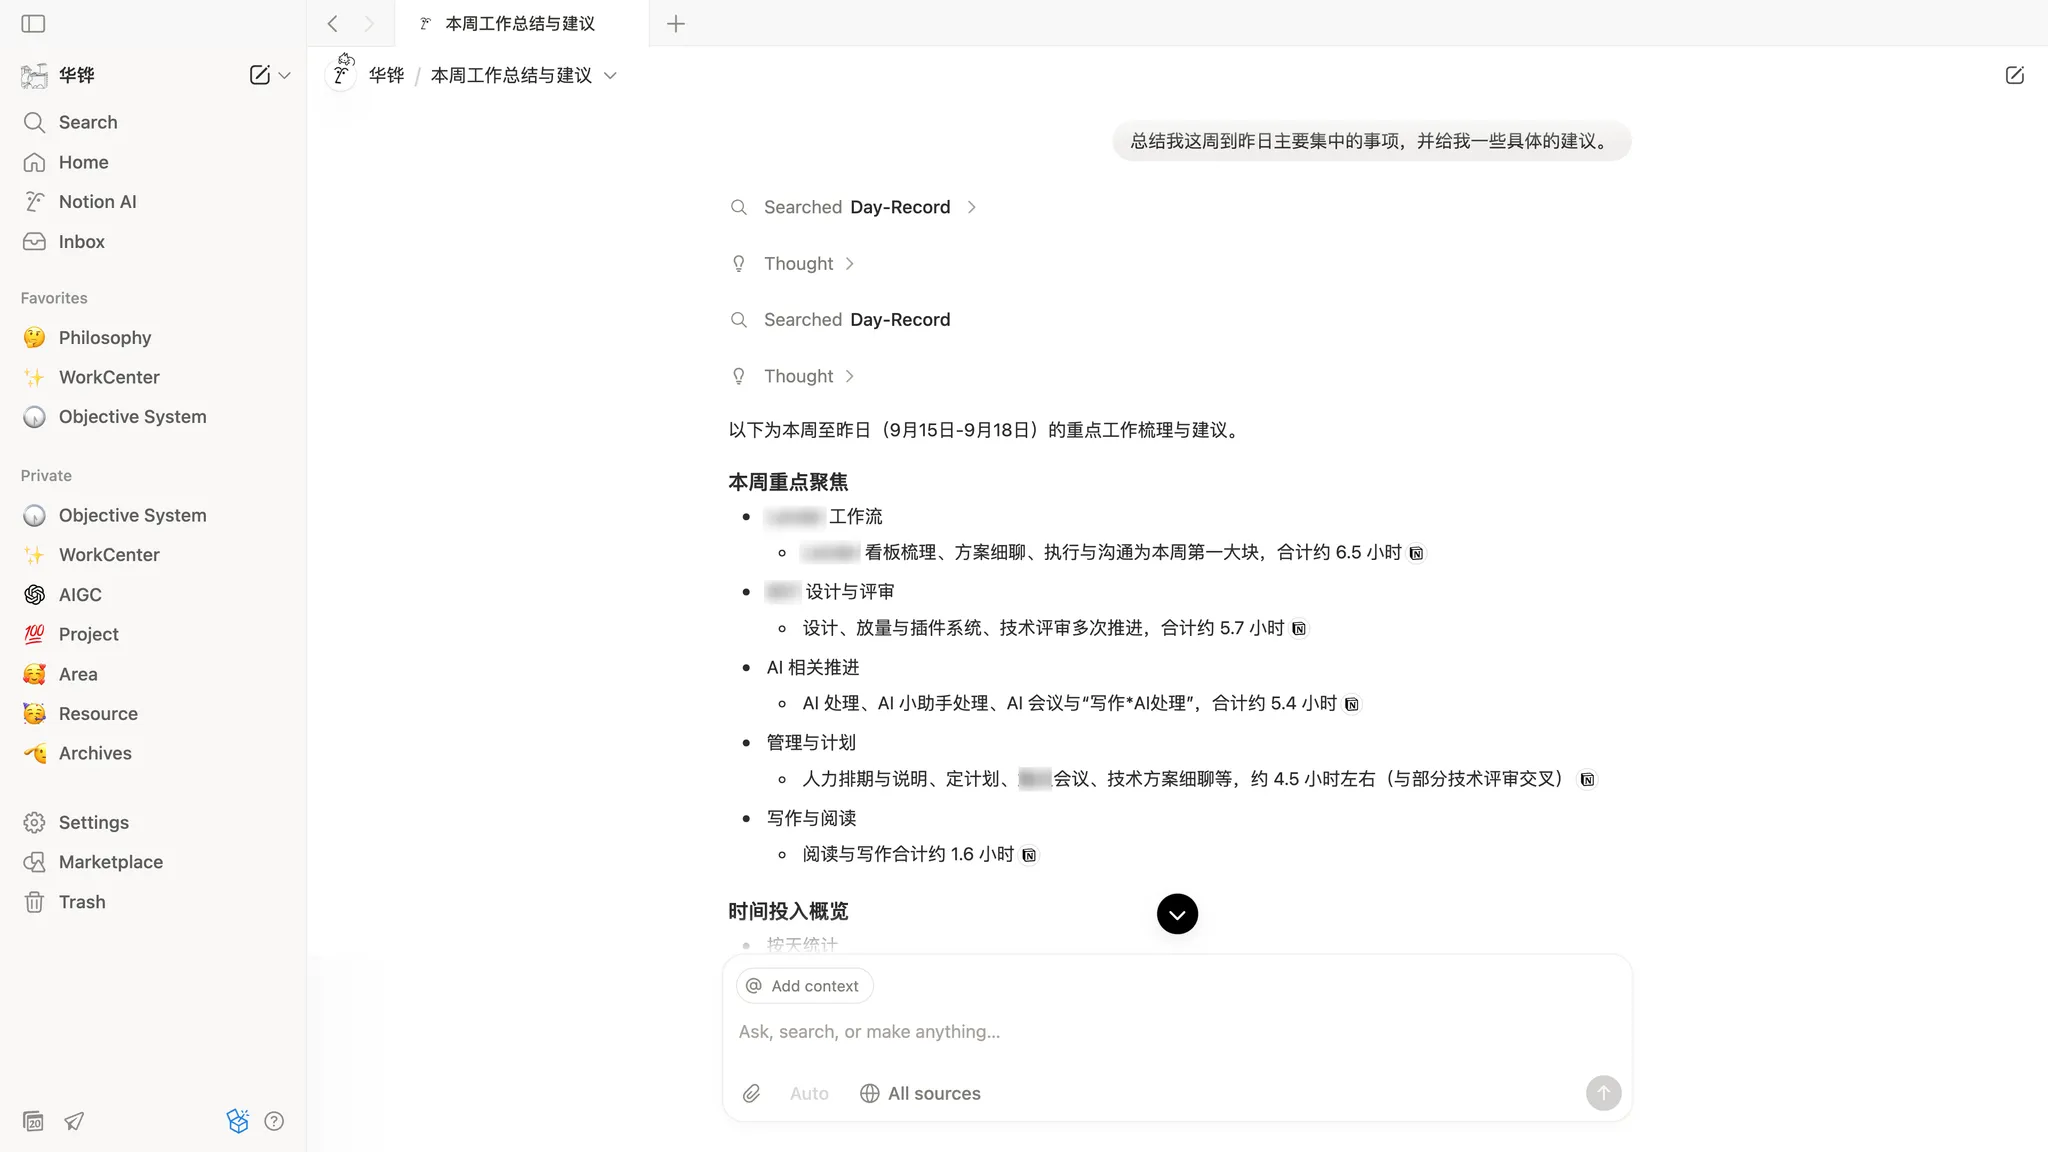 本周工作总结与建议
华铧
Search
Home
Notion AI
Inbox
Favorites
Philosophy
WorkCenter
Objective System
Private
Objective System
WorkCenter
AIGC
Project
Area
Resource
Archives
Settings
Marketplace
Trash
20
华铧 / 本周工作总结与建议
总结我这周到昨日主要集中的事项，并给我一些具体的建议。
Searched Day-Record
Thought
Searched Day-Record
Thought
以下为本周至昨日（9月15日-9月18日）的重点工作梳理与建议。
本周重点聚焦
工作流
看板梳理、方案细聊、执行与沟通为本周第一大块，合计约 6.5 小时
设计与评审
设计、放量与插件系统、技术评审多次推进，合计约 5.7 小时
AI 相关推进
AI 处理、AI 小助手处理、AI 会议与“写作*AI处理”，合计约 5.4 小时
管理与计划
人力排期与说明、定计划、会议、技术方案细聊等，约 4.5 小时左右（与部分技术评审交叉）
写作与阅读
阅读与写作合计约 1.6 小时
时间投入概览
按天统计
Add context
Ask, search, or make anything...
Auto
All sources